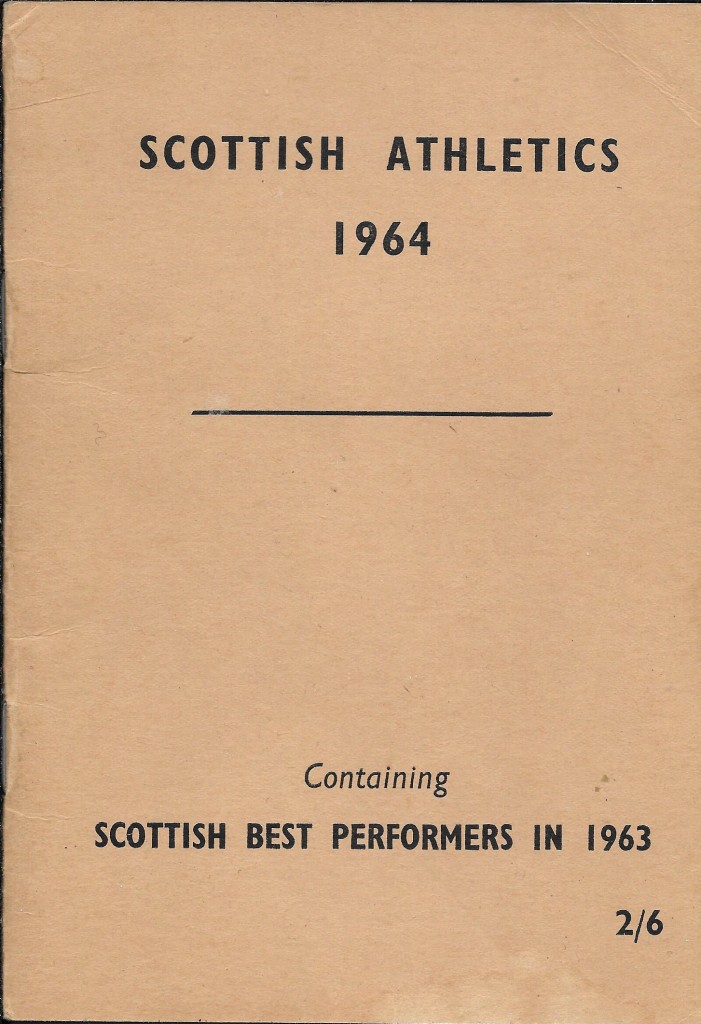 SCOTTISH ATHLETICS
1964
Containing
SCOTTISH BEST PERFORMERS IN 1963
2/6